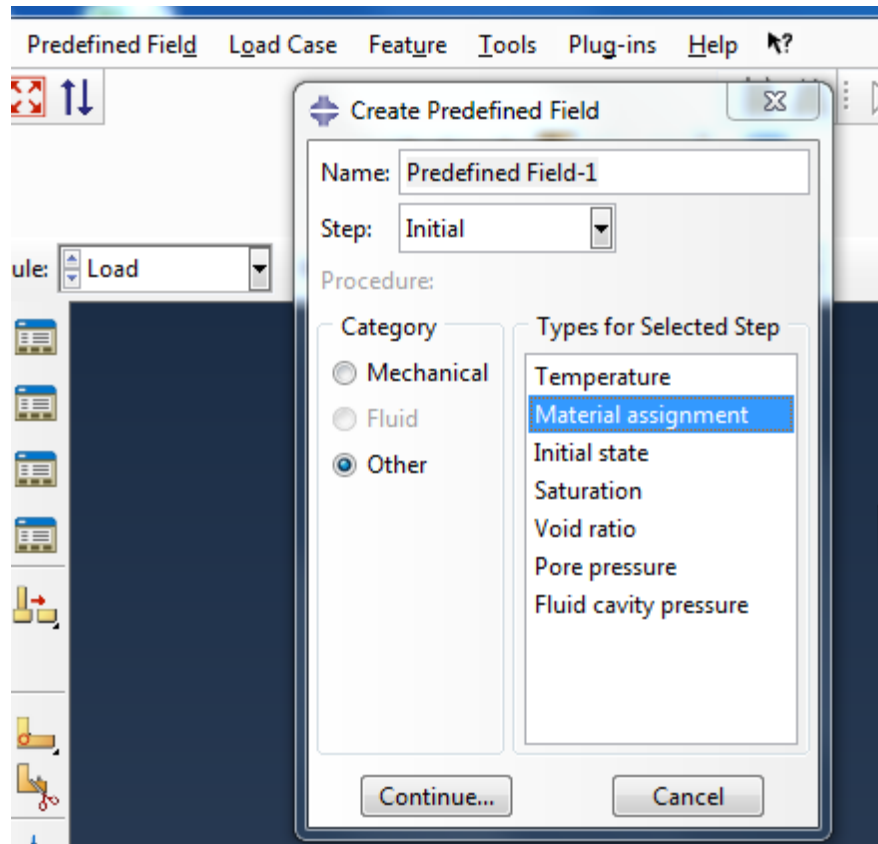 Predefined Field Load Case Feature Tools Plug-ins Help ?
Create Predefined Field
Name: Predefined Field-1
Step: Initial
ule: Load
Procedure:
Category
Types for Selected Step
Mechanical
Fluid
Other
Temperature
Material assignment
Initial state
Saturation
Void ratio
Pore pressure
Fluid cavity pressure
Continue...
Cancel